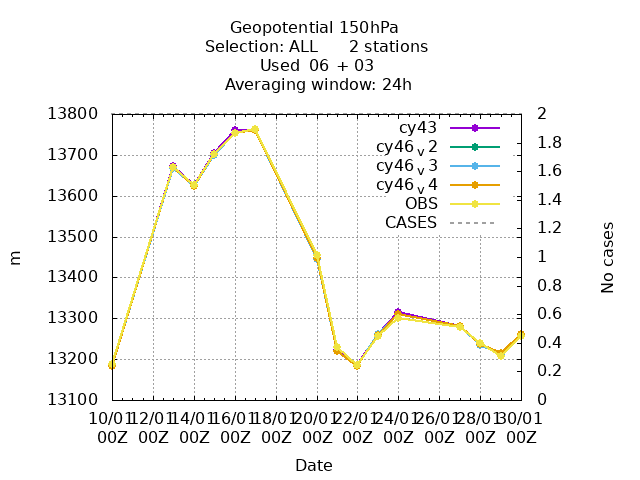 Geopotential 150hPa
Selection: ALL 2 stations
Used 06 + 03
Averaging window: 24h
13800
13700
13600
13500
13400
13300
13200
13100
m
2
1.8
1.6
1.4
1.2
1
0.8
0.6
0.4
0.2
0
No cases
cy43
cy46v2
cy46v3
cy46v4
OBS
CASES
10/01 12/01 14/01 16/01 18/01 20/01 22/01 24/01 26/01 28/01 30/01
00Z 00Z 00Z 00Z 00Z 00Z 00Z 00Z 00Z 00Z 00Z
Date